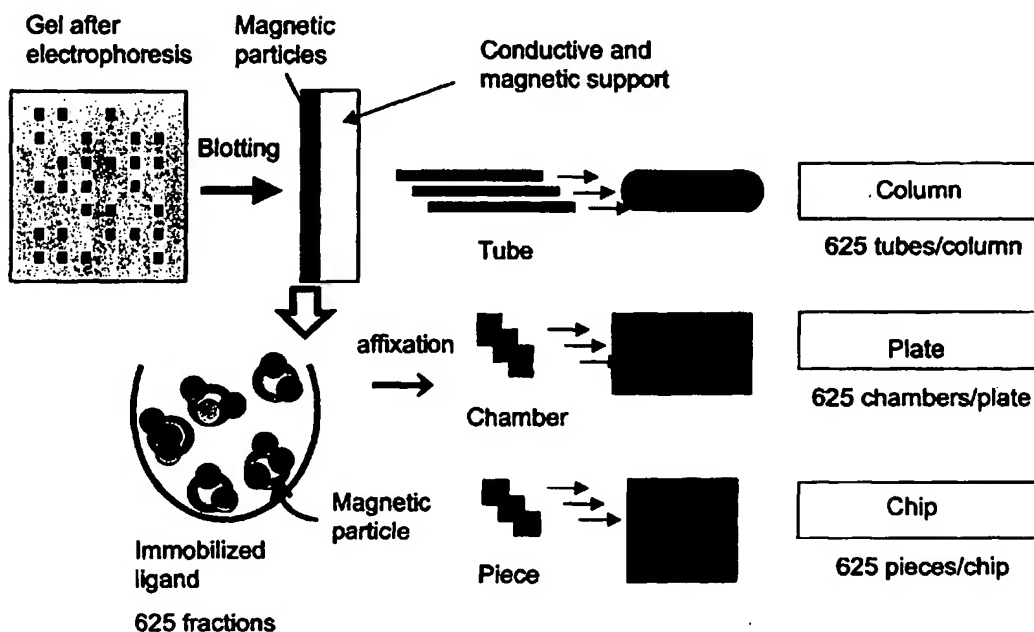 Gel after
electrophoresis
Magnetic
particles
Conductive and
magnetic support
Blotting
Tube
Column
625 tubes/column
affixation
Chamber
Plate
625 chambers/plate
Magnetic
particle
Immobilized
ligand
625 fractions
Piece
Chip
625 pieces/chip